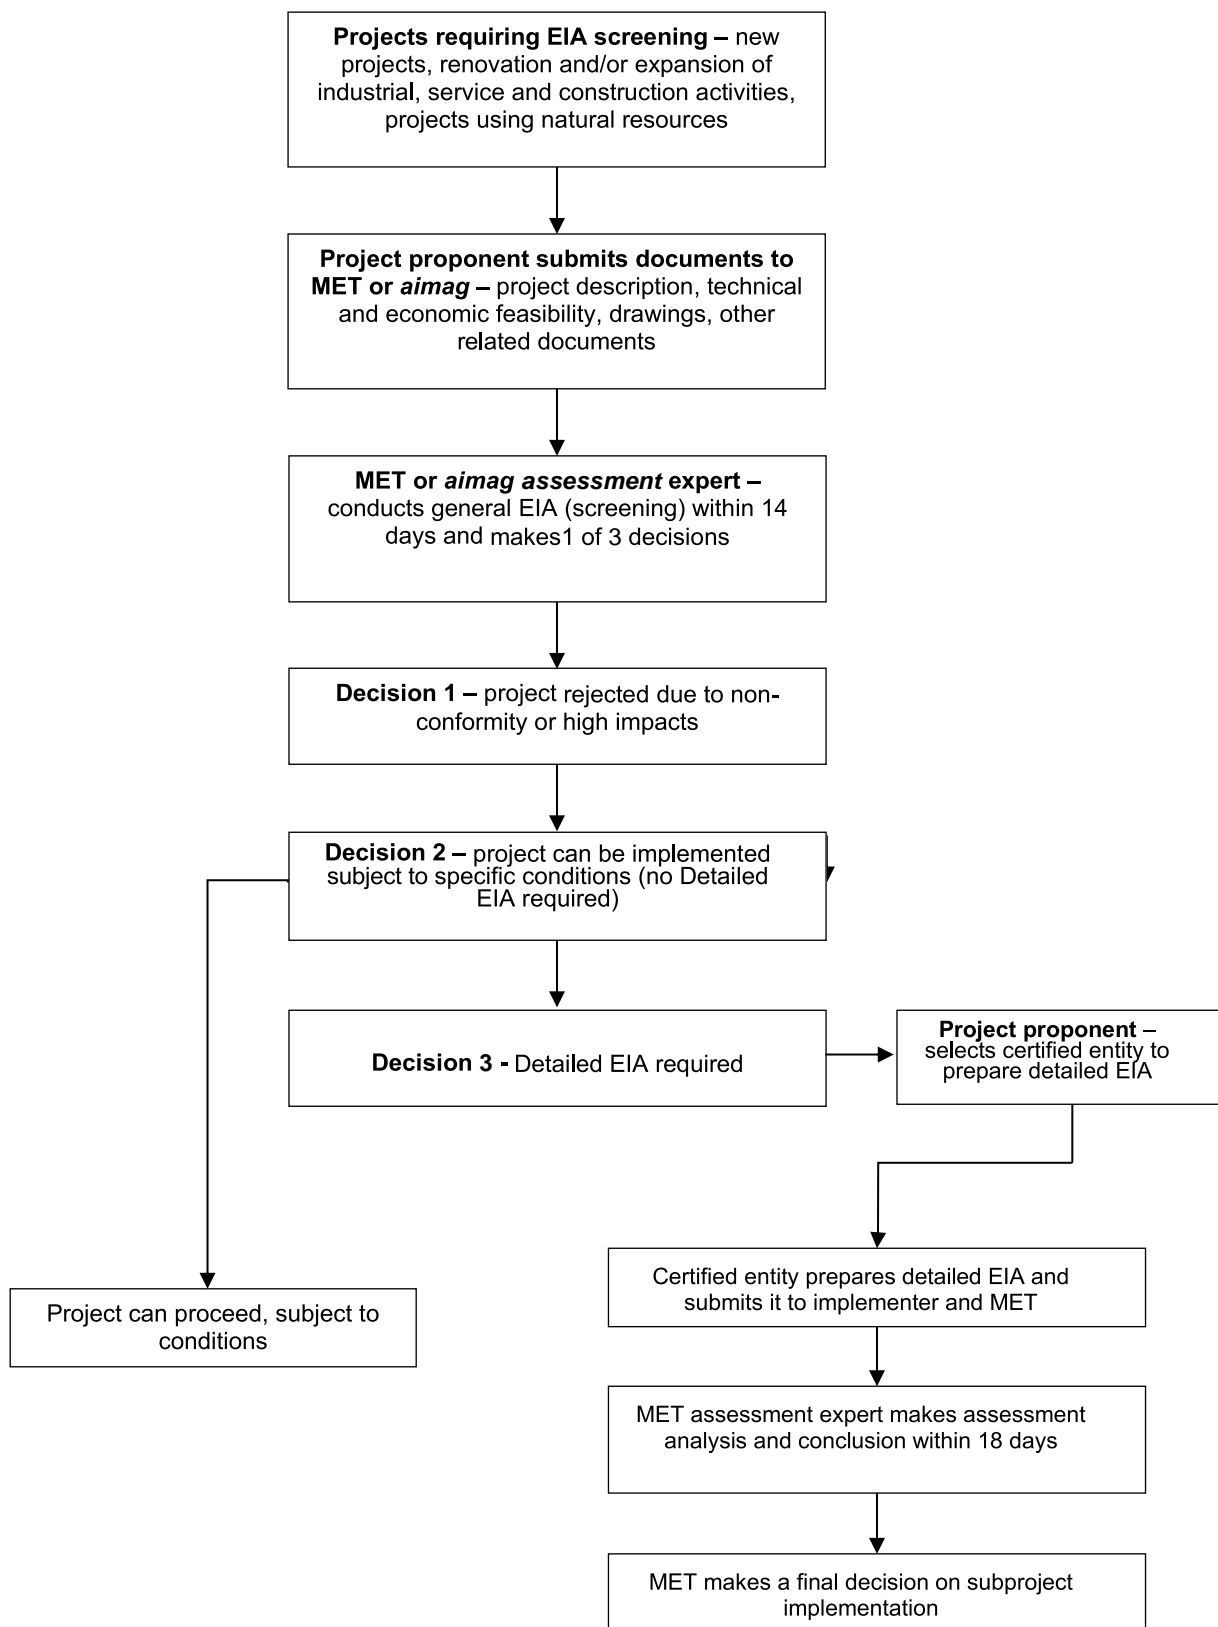 Projects requiring EIA screening – new
projects, renovation and/or expansion of
industrial, service and construction activities,
projects using natural resources
Project proponent submits documents to
MET or aimag – project description, technical
and economic feasibility, drawings, other
related documents
MET or aimag assessment expert –
conducts general EIA (screening) within 14
days and makes1 of 3 decisions
Decision 1 – project rejected due to non-
conformity or high impacts
Decision 2 – project can be implemented
subject to specific conditions (no Detailed
EIA required)
Decision 3 - Detailed EIA required
Project proponent –
selects certified entity to
prepare detailed EIA
Certified entity prepares detailed EIA and
submits it to implementer and MET
Project can proceed, subject to
conditions
MET assessment expert makes assessment
analysis and conclusion within 18 days
MET makes a final decision on subproject
implementation